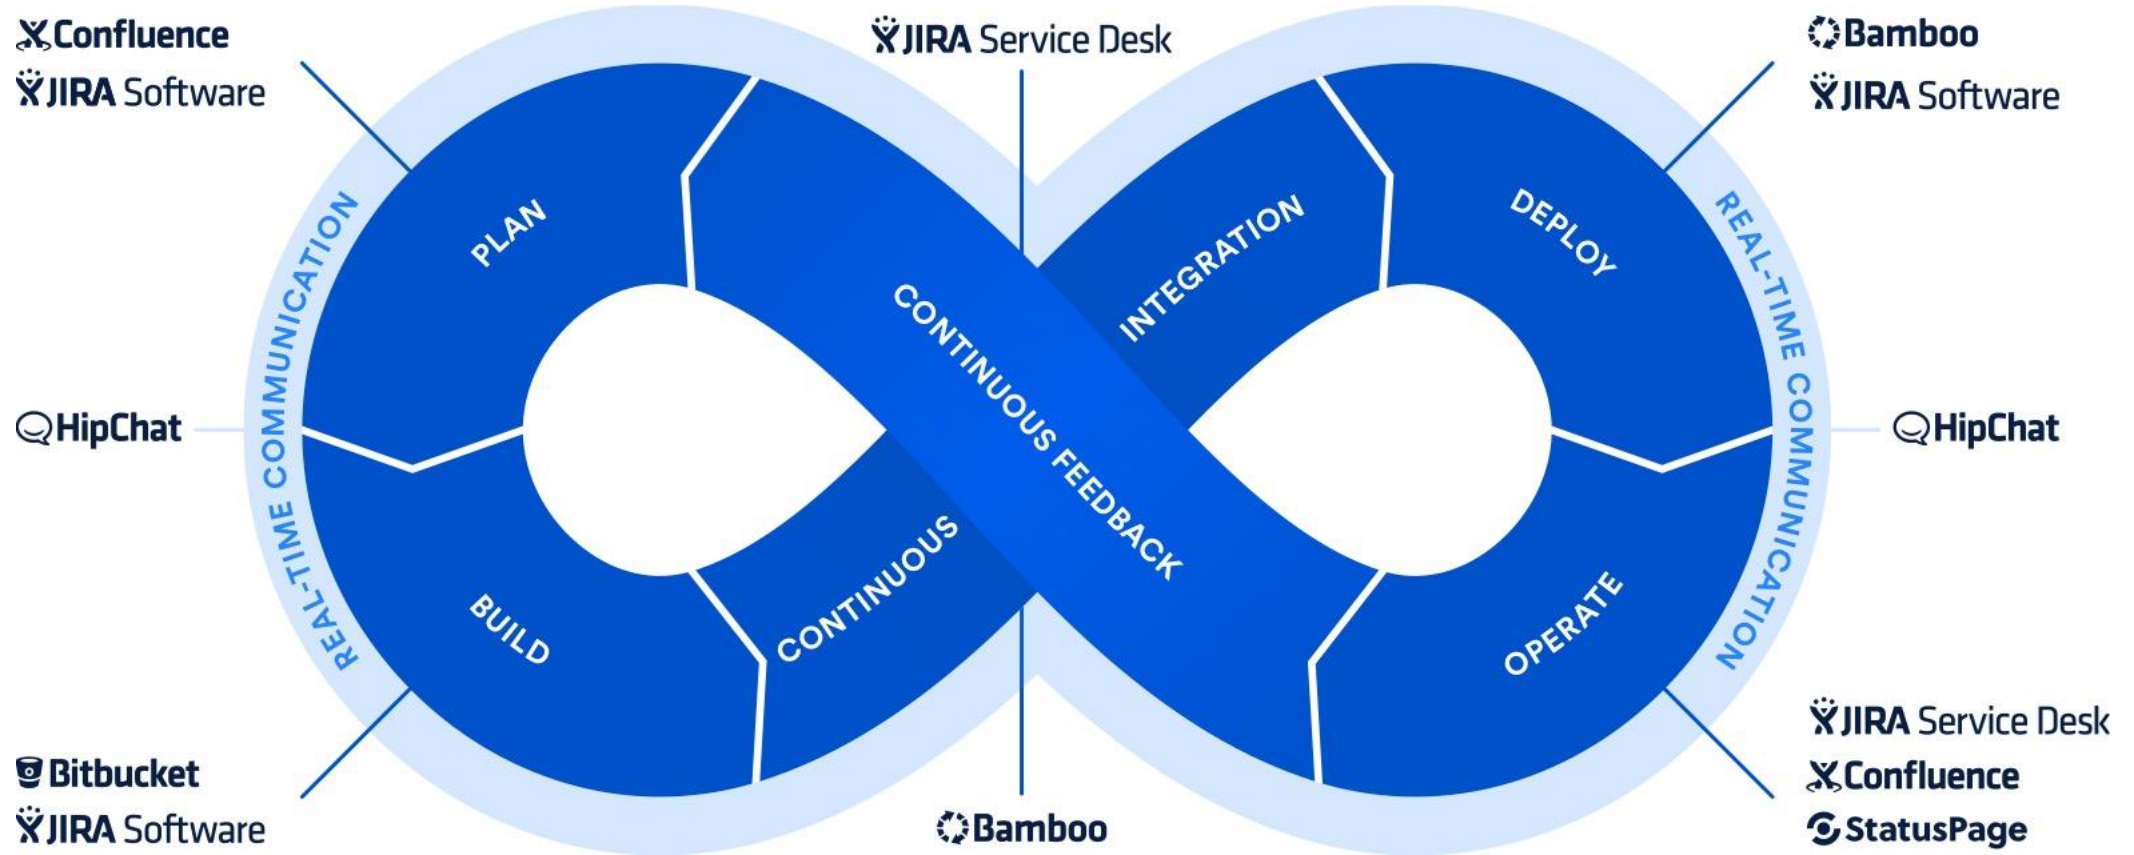 Confluence
JIRA Software
JIRA Service Desk
Bamboo
JIRA Software
PLAN
INTEGRATION
DEPLOY
REAL-TIME COMMUNICATION
CONTINUOUS FEEDBACK
REAL-TIME COMMUNICATION
HipChat
HipChat
BUILD
CONTINUOUS
OPERATE
Bitbucket
JIRA Software
Bamboo
JIRA Service Desk
Confluence
StatusPage